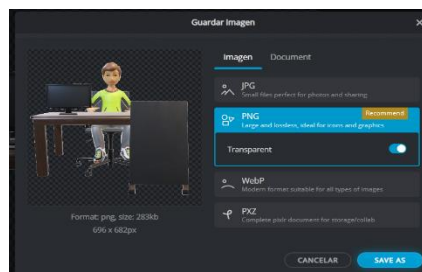 Guardar Imagen
Imagen Document
JPG
Small files perfect for photos and sharing
Recommend
PNG
Large and lossless, ideal for icons and graphics
Transparent
WebP
Modern format suitable for all types of images
PXZ
Complete pixlr document for storage/collab
Format: png, size: 283kb
696 x 682px
CANCELAR SAVE AS